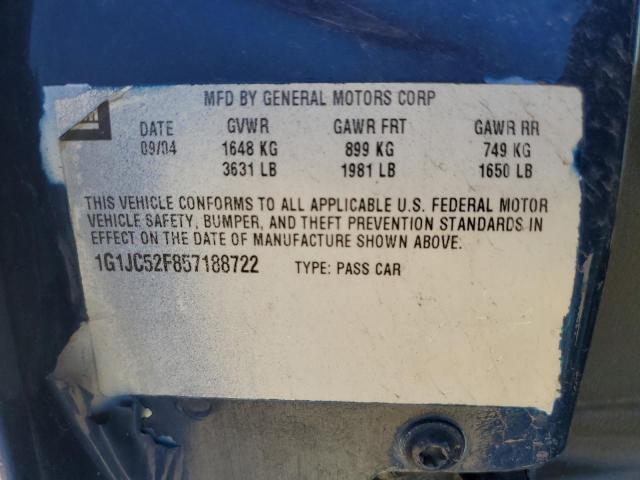 MFD BY GENERAL MOTORS CORP
DATE GVWR GAWR FRT GAWR RR
09/04 1648 KG 899 KG 749 KG
3631 LB 1981 LB 1650 LB
THIS VEHICLE CONFORMS TO ALL APPLICABLE U.S. FEDERAL MOTOR
VEHICLE SAFETY, BUMPER, AND THEFT PREVENTION STANDARDS IN
EFFECT ON THE DATE OF MANUFACTURE SHOWN ABOVE.
1G1JC52F857188722 TYPE: PASS CAR